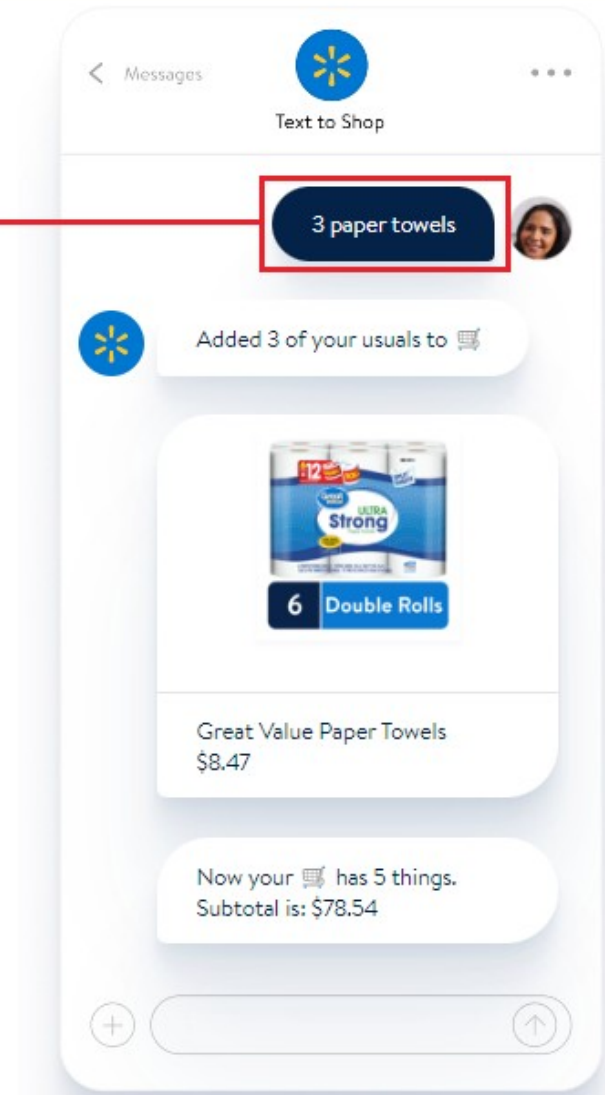 Messages
Text to Shop
3 paper towels
Added 3 of your usuals to
12
Great Value
ULTRA
Strong
6 Double Rolls
Great Value Paper Towels
$8.47
Now your has 5 things.
Subtotal is: $78.54